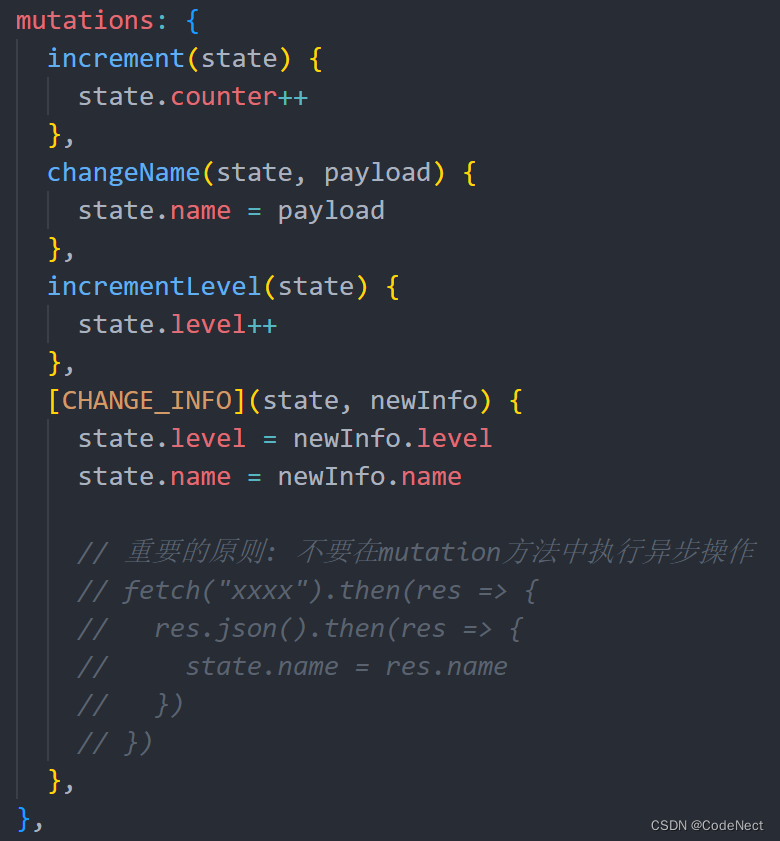 mutations: {
  increment(state) {
    state.counter++
  },
  changeName(state, payload) {
    state.name = payload
  },
  incrementLevel(state) {
    state.level++
  },
  [CHANGE_INFO](state, newInfo) {
    state.level = newInfo.level
    state.name = newInfo.name

    // 重要的原则: 不要在mutation方法中执行异步操作
    // fetch("xxxx").then(res => {
    //   res.json().then(res => {
    //     state.name = res.name
    //   })
    // })
  },
},
CSDN @CodeNect